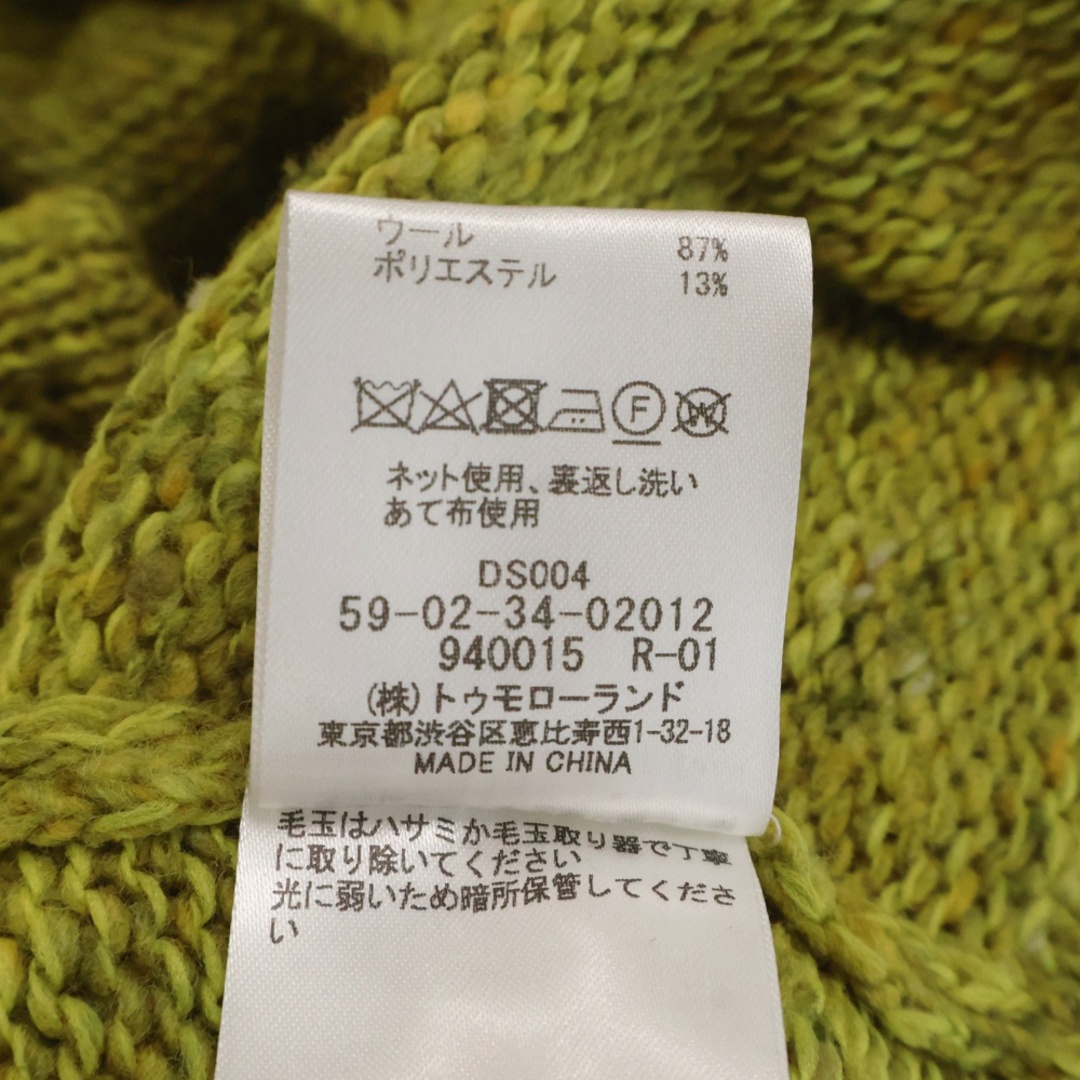 ウール 87%
ポリエステル 13%
F W
ネット使用、裏返し洗い
あて布使用
DS004
59-02-34-02012
940015 R-01
(株)トゥモローランド
東京都渋谷区恵比寿西1-32-18
MADE IN CHINA
毛玉はハサミか毛玉取り器で丁寧
に取り除いてください
光に弱いため暗所保管してくださ
い